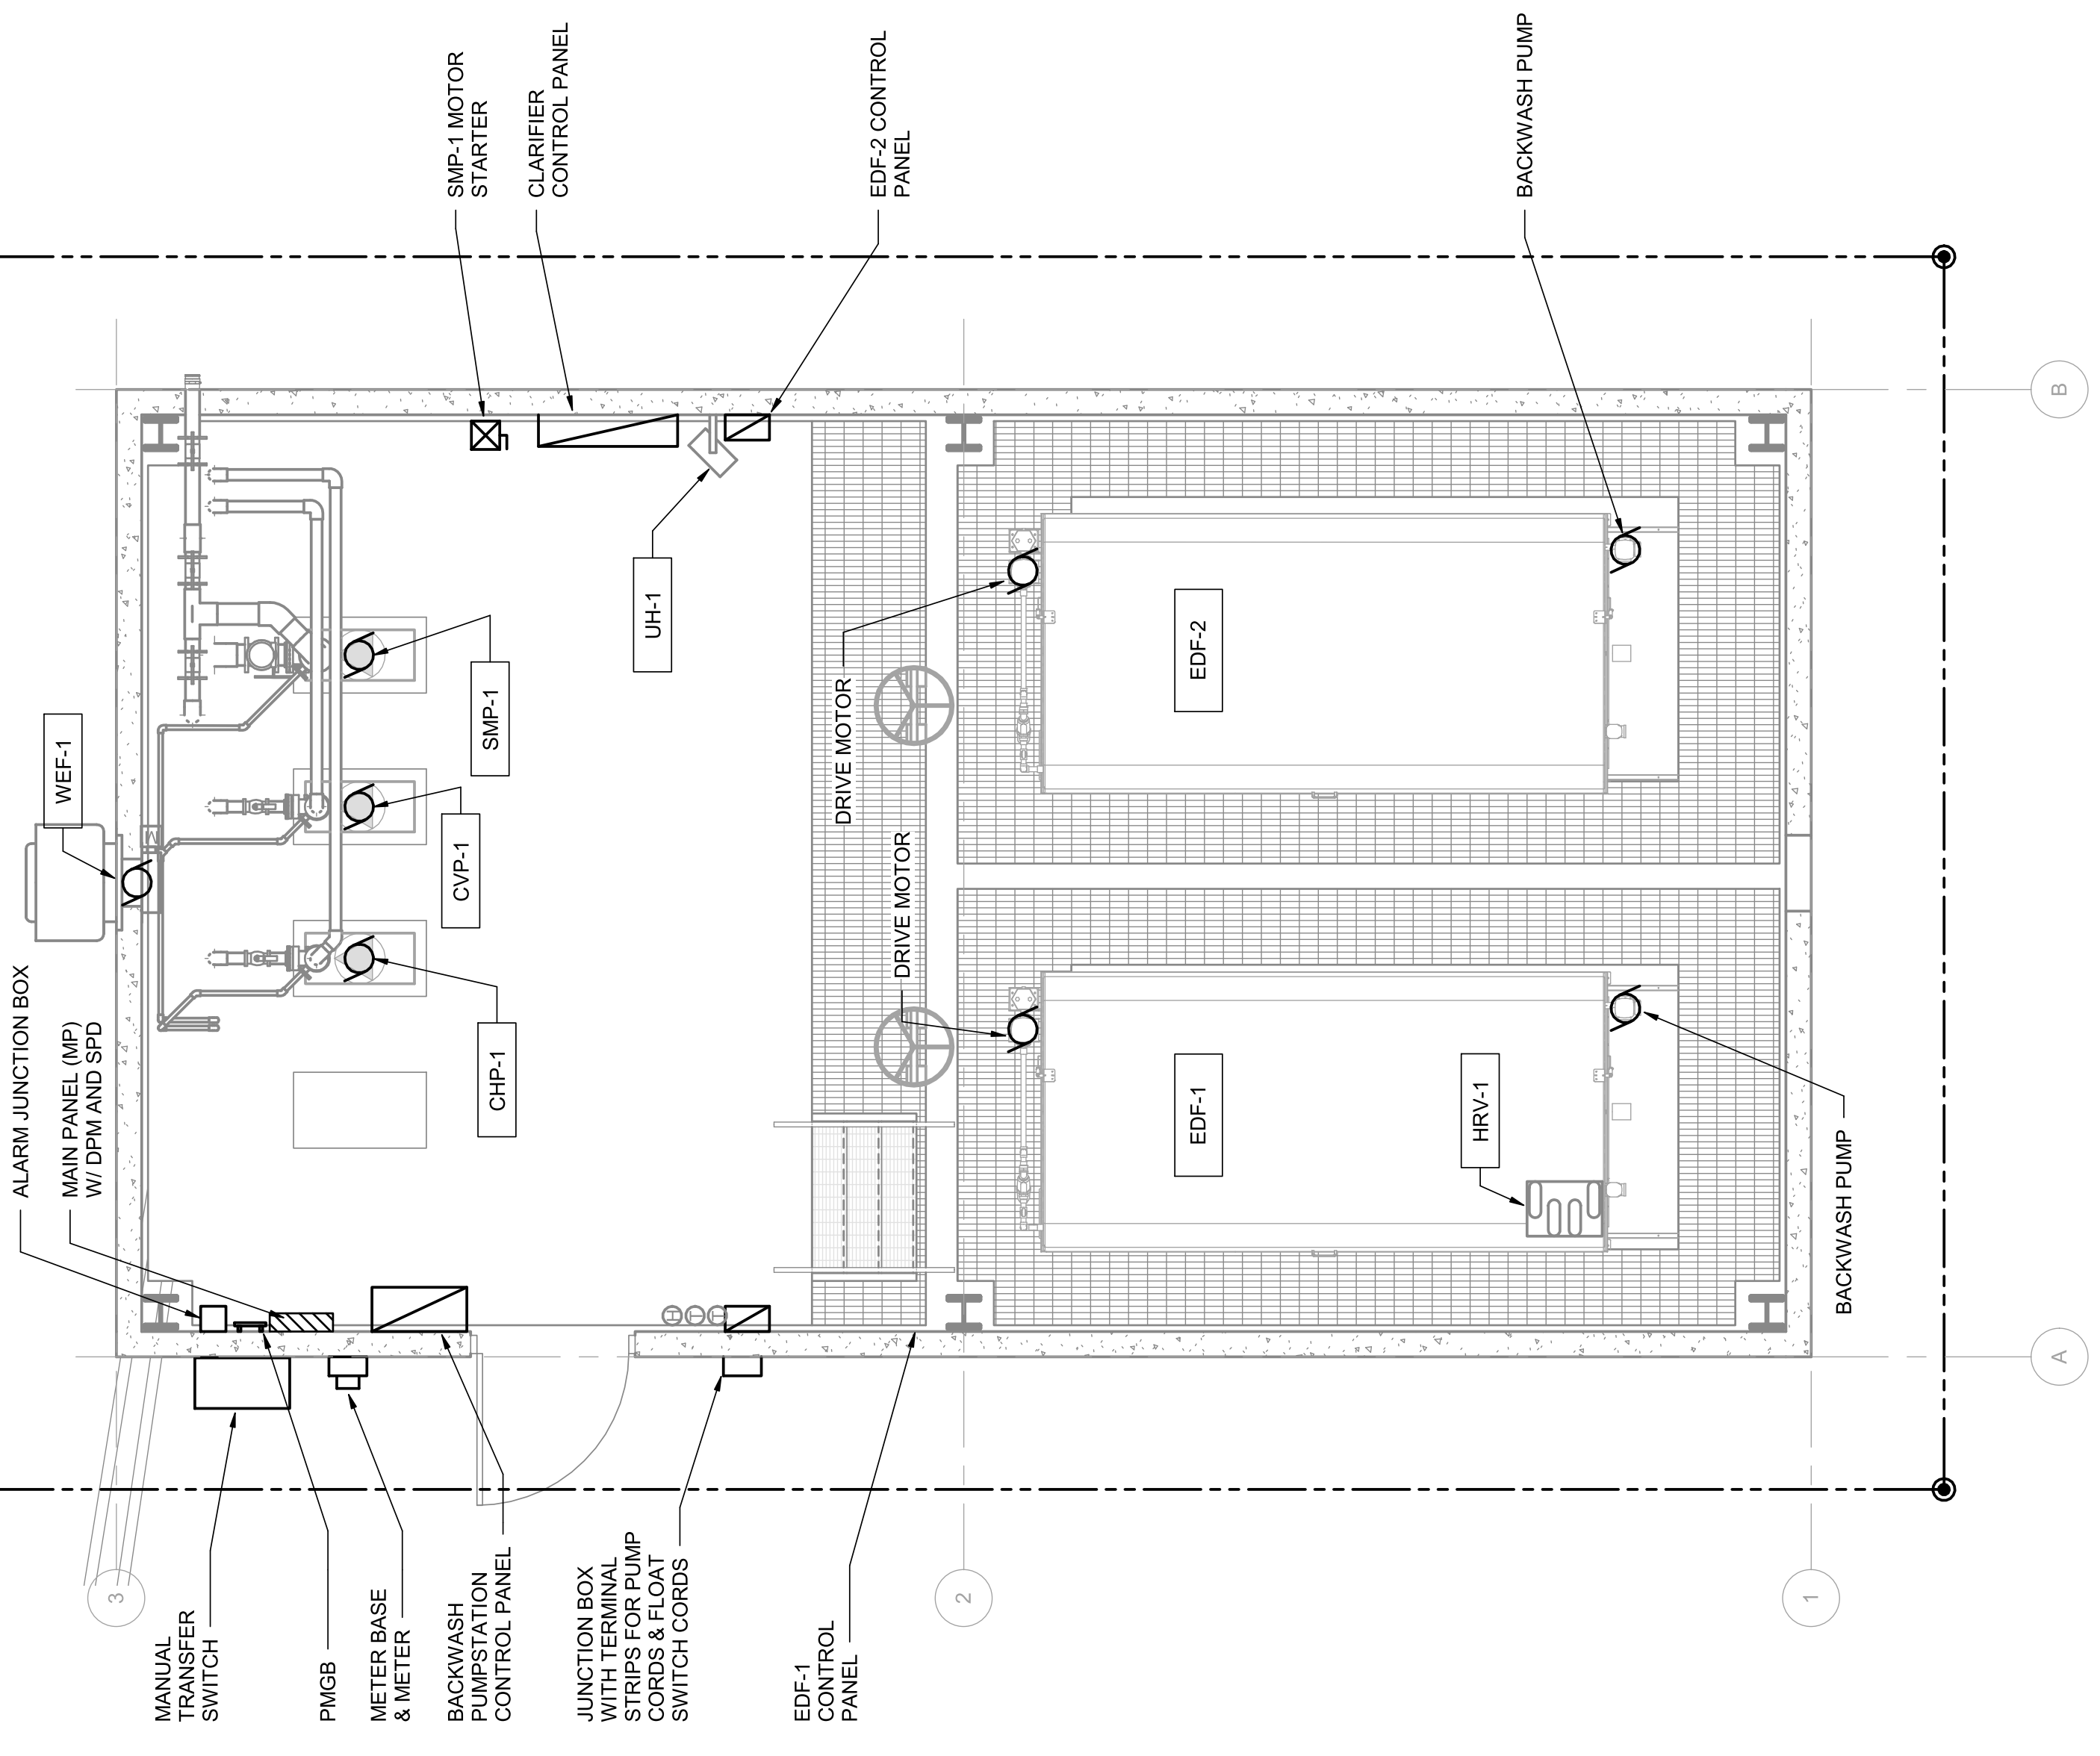 ALARM JUNCTION BOX
MAIN PANEL (MP)
W/ DPM AND SPD
WEF-1
SMP-1 MOTOR
STARTER
CLARIFIER
CONTROL PANEL
EDF-2 CONTROL
PANEL
BACKWASH PUMP
SMP-1
CVP-1
CHP-1
UH-1
DRIVE MOTOR
DRIVE MOTOR
EDF-2
EDF-1
HRV-1
H
T
T
M
MANUAL
TRANSFER
SWITCH
PMGB
METER BASE
& METER
BACKWASH
PUMPSTATION
CONTROL PANEL
JUNCTION BOX
WITH TERMINAL
STRIPS FOR PUMP
CORDS & FLOAT
SWITCH CORDS
EDF-1
CONTROL
PANEL
BACKWASH PUMP
3
2
1
A
B